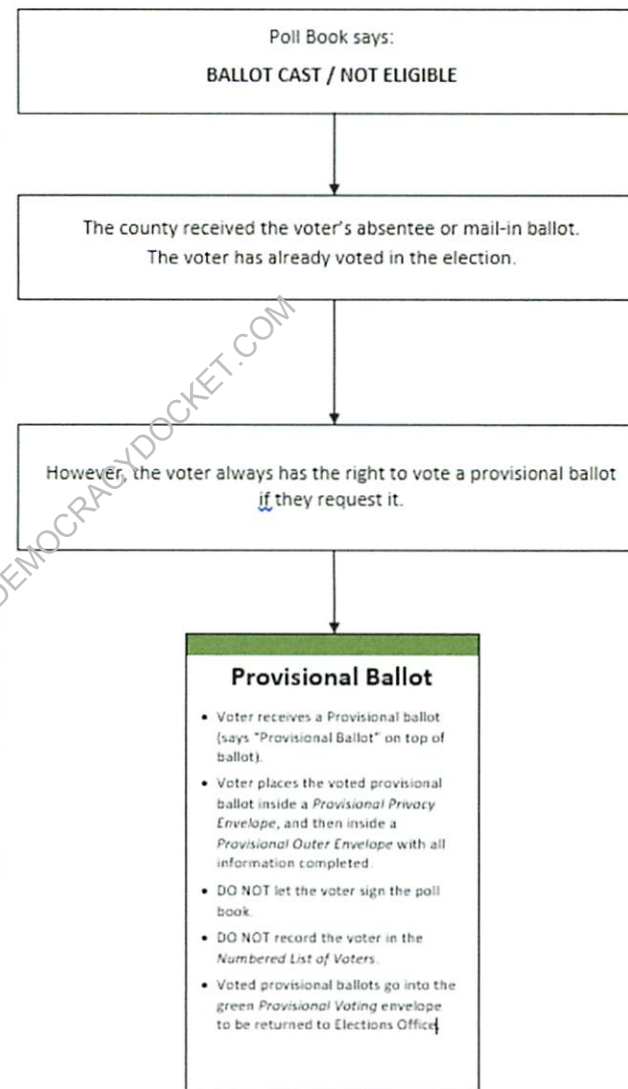 Poll Book says:
BALLOT CAST / NOT ELIGIBLE
The county received the voter's absentee or mail-in ballot.
The voter has already voted in the election.
However, the voter always has the right to vote a provisional ballot
if they request it.
DEMOCRACYDOCKET.COM
Provisional Ballot
• Voter receives a Provisional ballot
(says "Provisional Ballot" on top of
ballot).
• Voter places the voted provisional
ballot inside a Provisional Privacy
Envelope, and then inside a
Provisional Outer Envelope with all
information completed.
• DO NOT let the voter sign the poll
book.
• DO NOT record the voter in the
Numbered List of Voters.
• Voted provisional ballots go into the
green Provisional Voting envelope
to be returned to Elections Office